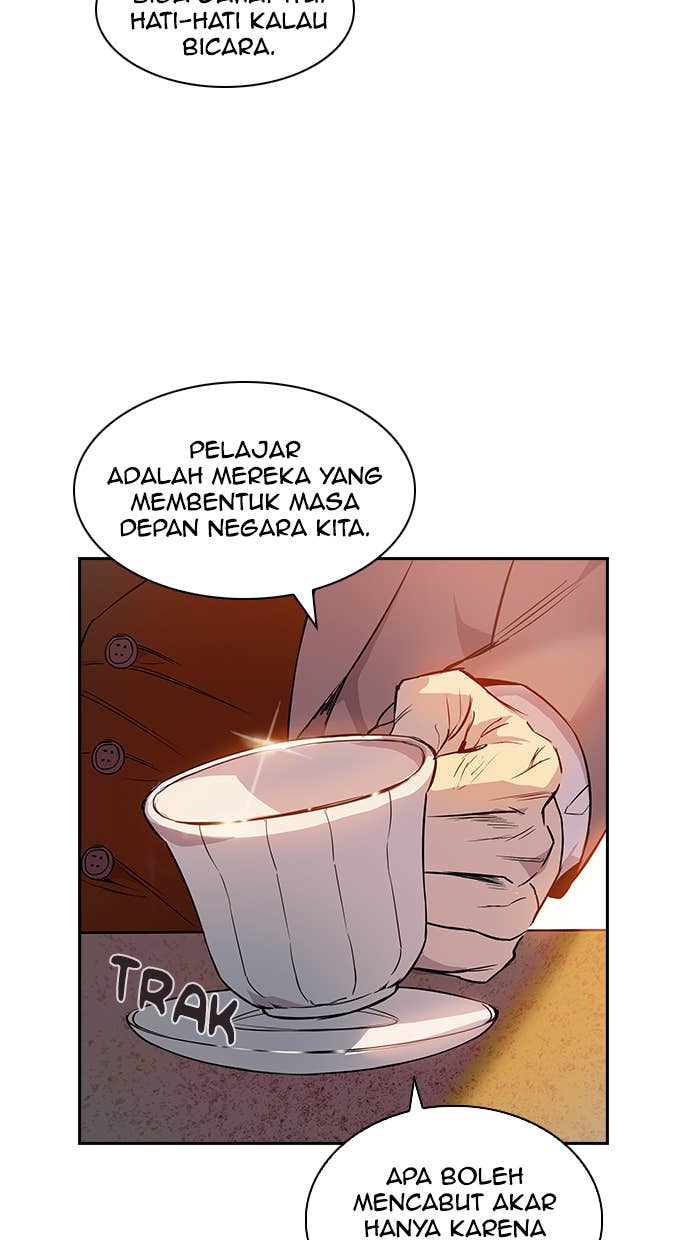 HATI-HATI KALAU
BICARA.
PELAJAR
ADALAH MEREKA YANG
MEMBENTUK MASA
DEPAN NEGARA KITA.
TRAK
APA BOLEH
MENCABUT AKAR
HANYA KARENA